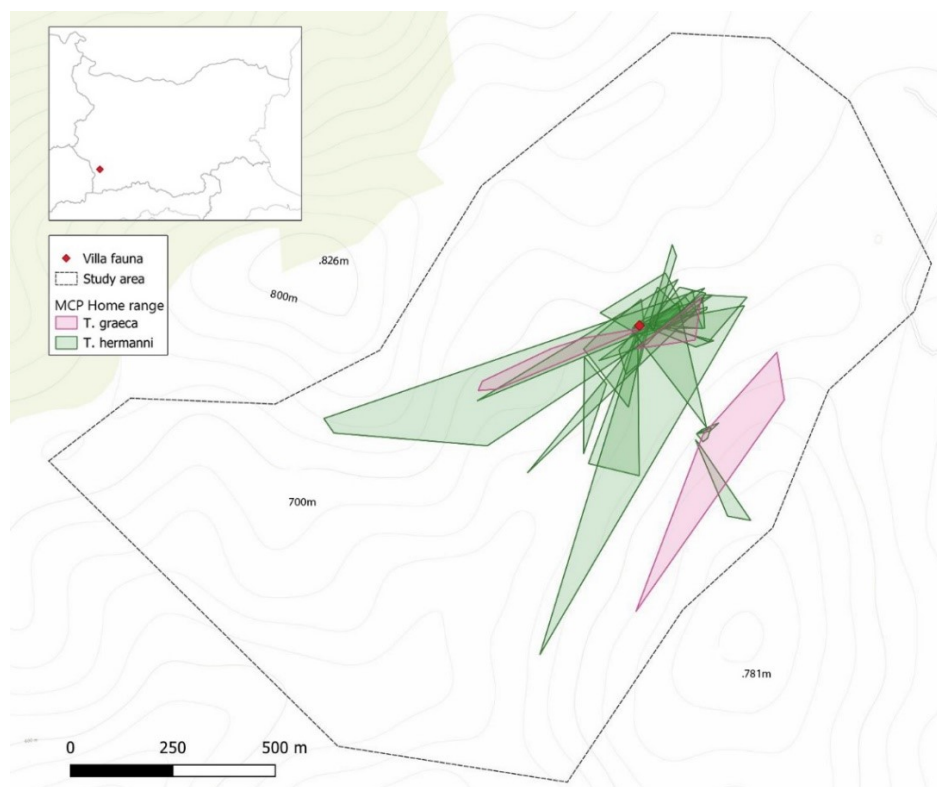 .826m
800m
Villa fauna
Study area
MCP Home range
T. graeca
T. hermanni
700m
.781m
0 250 500 m